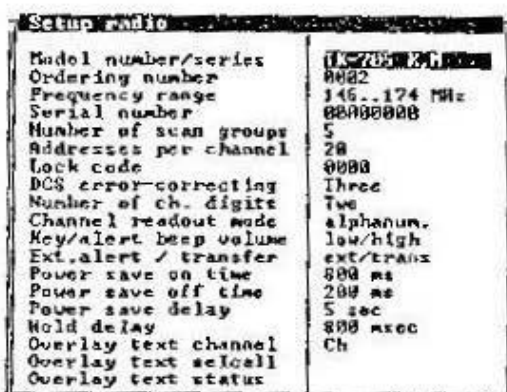 Setup radio
Model number/series
Ordering number 0002
Frequency range 146..174 MHz
Serial number 00A00000
Number of scan groups 5
Addresses per channel 20
Lock code 0000
DCS error-correcting Three
Number of ch. digits Two
Channel readout mode alphanum.
Key/alert beep volume low/high
Ext.alert / transfer ext/trans
Power save on time 800 ms
Power save off time 200 ms
Power save delay 5 sec
Hold delay 800 msec
Overlay text channel Ch
Overlay text selcall
Overlay text status